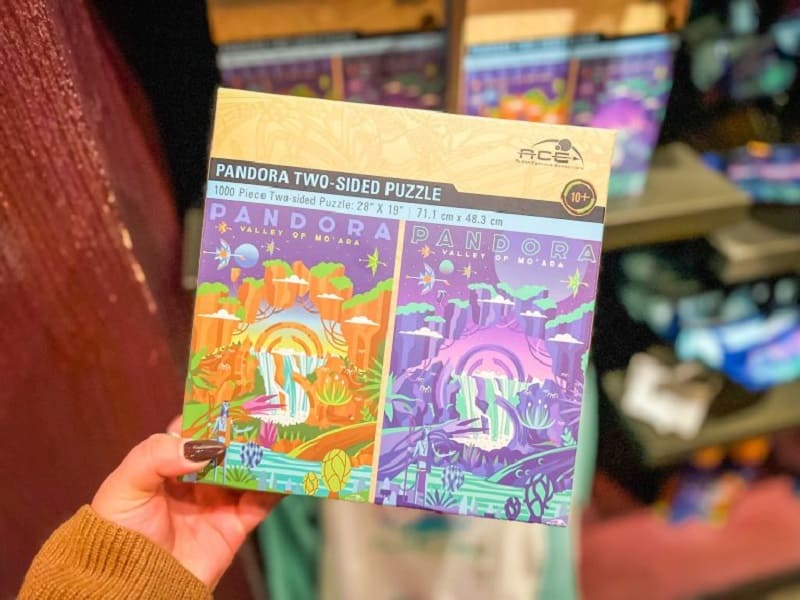 ACE
PANDORA TWO-SIDED PUZZLE
10+
1000 Piece Two-sided Puzzle: 28" X 19" | 71.1 cm x 48.3 cm
PANDORA
VALLEY OF MO'ARA
PANDORA
VALLEY OF MO'ARA